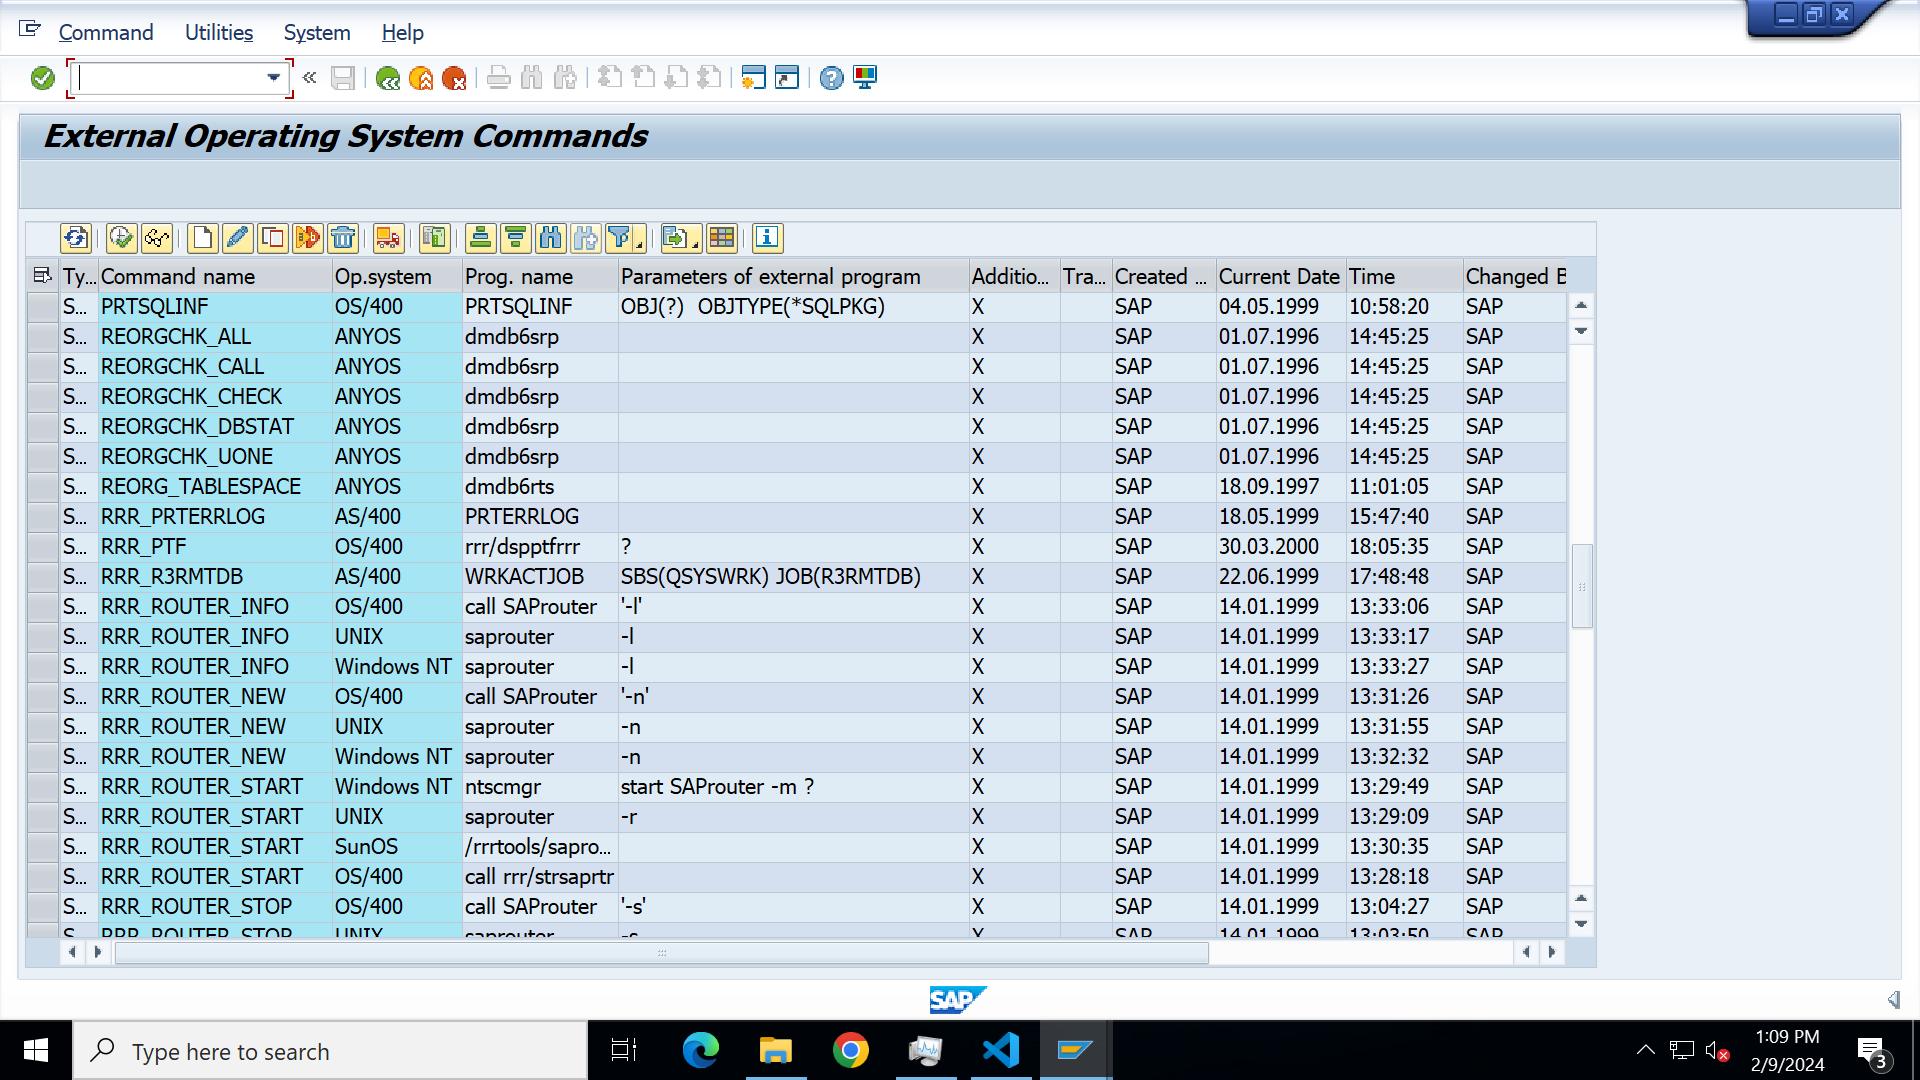 Command Utilities System Help
External Operating System Commands
Ty... Command name Op.system Prog. name Parameters of external program Additio... Tra... Created ... Current Date Time Changed B
S... PRTSQLINF OS/400 PRTSQLINF OBJ(?) OBJTYPE(*SQLPKG) X SAP 04.05.1999 10:58:20 SAP
S... REORGCHK_ALL ANYOS dmdb6srp X SAP 01.07.1996 14:45:25 SAP
S... REORGCHK_CALL ANYOS dmdb6srp X SAP 01.07.1996 14:45:25 SAP
S... REORGCHK_CHECK ANYOS dmdb6srp X SAP 01.07.1996 14:45:25 SAP
S... REORGCHK_DBSTAT ANYOS dmdb6srp X SAP 01.07.1996 14:45:25 SAP
S... REORGCHK_UONE ANYOS dmdb6srp X SAP 01.07.1996 14:45:25 SAP
S... REORG_TABLESPACE ANYOS dmdb6rts X SAP 18.09.1997 11:01:05 SAP
S... RRR_PRTERRLOG AS/400 PRTERRLOG X SAP 18.05.1999 15:47:40 SAP
S... RRR_PTF OS/400 rrr/dspptfrrr ? X SAP 30.03.2000 18:05:35 SAP
S... RRR_R3RMTDB AS/400 WRKACTJOB SBS(QSYSWRK) JOB(R3RMTDB) X SAP 22.06.1999 17:48:48 SAP
S... RRR_ROUTER_INFO OS/400 call SAProuter '-l' X SAP 14.01.1999 13:33:06 SAP
S... RRR_ROUTER_INFO UNIX saprouter -l X SAP 14.01.1999 13:33:17 SAP
S... RRR_ROUTER_INFO Windows NT saprouter -l X SAP 14.01.1999 13:33:27 SAP
S... RRR_ROUTER_NEW OS/400 call SAProuter '-n' X SAP 14.01.1999 13:31:26 SAP
S... RRR_ROUTER_NEW UNIX saprouter -n X SAP 14.01.1999 13:31:55 SAP
S... RRR_ROUTER_NEW Windows NT saprouter -n X SAP 14.01.1999 13:32:32 SAP
S... RRR_ROUTER_START Windows NT ntscmgr start SAProuter -m ? X SAP 14.01.1999 13:29:49 SAP
S... RRR_ROUTER_START UNIX saprouter -r X SAP 14.01.1999 13:29:09 SAP
S... RRR_ROUTER_START SunOS /rrrtools/sapro... X SAP 14.01.1999 13:30:35 SAP
S... RRR_ROUTER_START OS/400 call rrr/strsaprtr X SAP 14.01.1999 13:28:18 SAP
S... RRR_ROUTER_STOP OS/400 call SAProuter '-s' X SAP 14.01.1999 13:04:27 SAP
S... RRR_ROUTER_STOP UNIX saprouter -s X SAP 14.01.1999 13:03:50 SAP
SAP
Type here to search
1:09 PM
2/9/2024
3